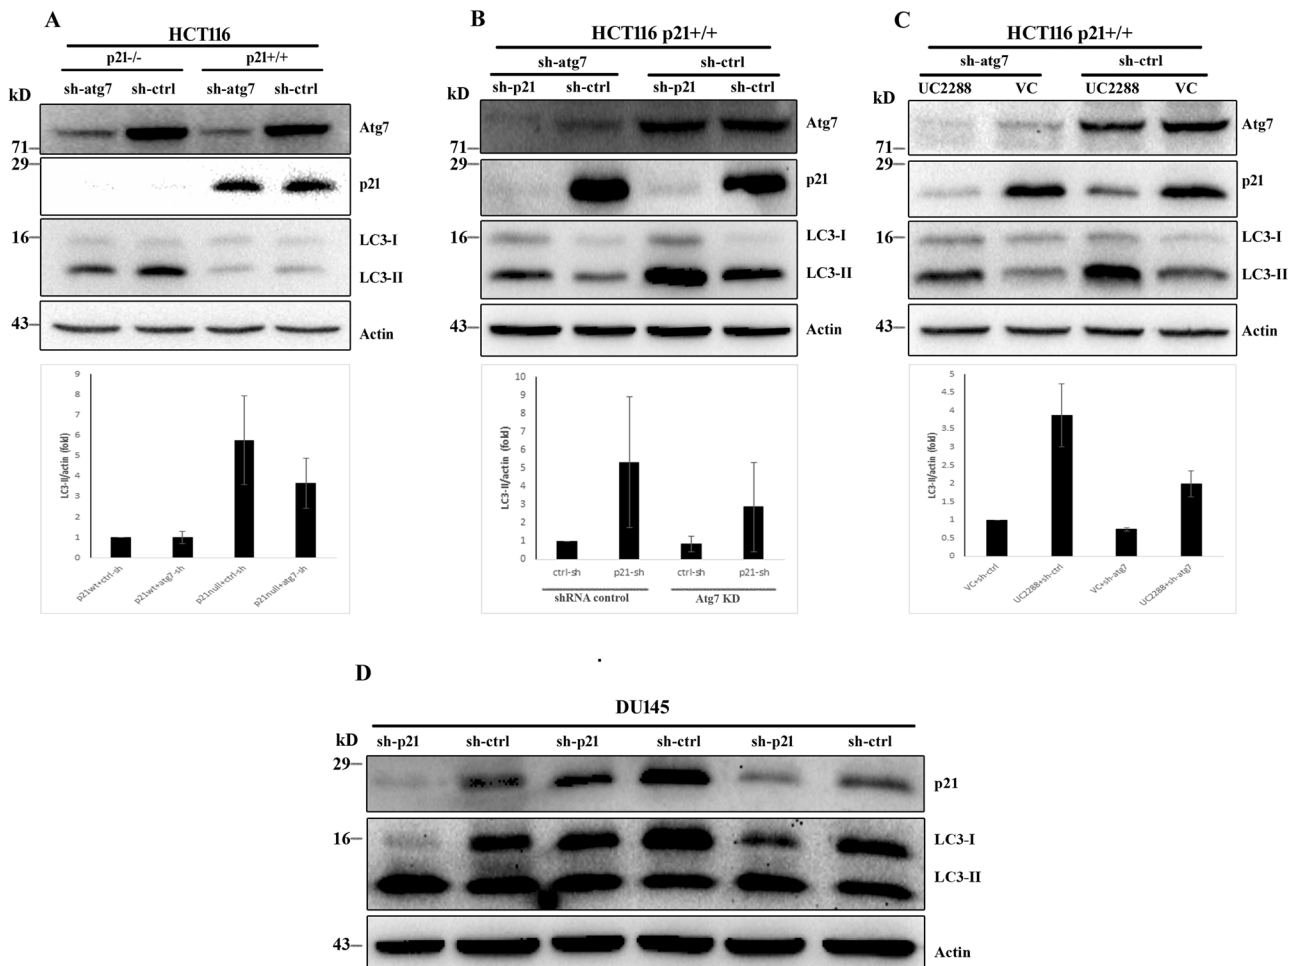 A
HCT116
p21-/- p21+/+
sh-atg7 sh-ctrl sh-atg7 sh-ctrl
kD
Atg7
71
29
p21
16
LC3-I
LC3-II
43
Actin
LC3-II/actin (fold)
9
8
7
6
5
4
3
2
1
0
p21wt+ctrl-sh
p21wt+atg7-sh
p21null+ctrl-sh
p21null+atg7-sh
B
HCT116 p21+/+
sh-atg7 sh-ctrl
sh-p21 sh-ctrl sh-p21 sh-ctrl
kD
Atg7
71
29
p21
16
LC3-I
LC3-II
43
Actin
LC3-II/actin (fold)
10
9
8
7
6
5
4
3
2
1
0
ctrl-sh p21-sh ctrl-sh p21-sh
shRNA control Atg7 KD
C
HCT116 p21+/+
sh-atg7 sh-ctrl
UC2288 VC UC2288 VC
kD
Atg7
71
29
p21
16
LC3-I
LC3-II
43
Actin
LC3-II/actin (fold)
5
4.5
4
3.5
3
2.5
2
1.5
1
0.5
0
VC+sh-ctrl
UC2288+sh-ctrl
VC+sh-atg7
UC2288+sh-atg7
D
DU145
kD sh-p21 sh-ctrl sh-p21 sh-ctrl sh-p21 sh-ctrl
29
p21
16
LC3-I
LC3-II
43
Actin